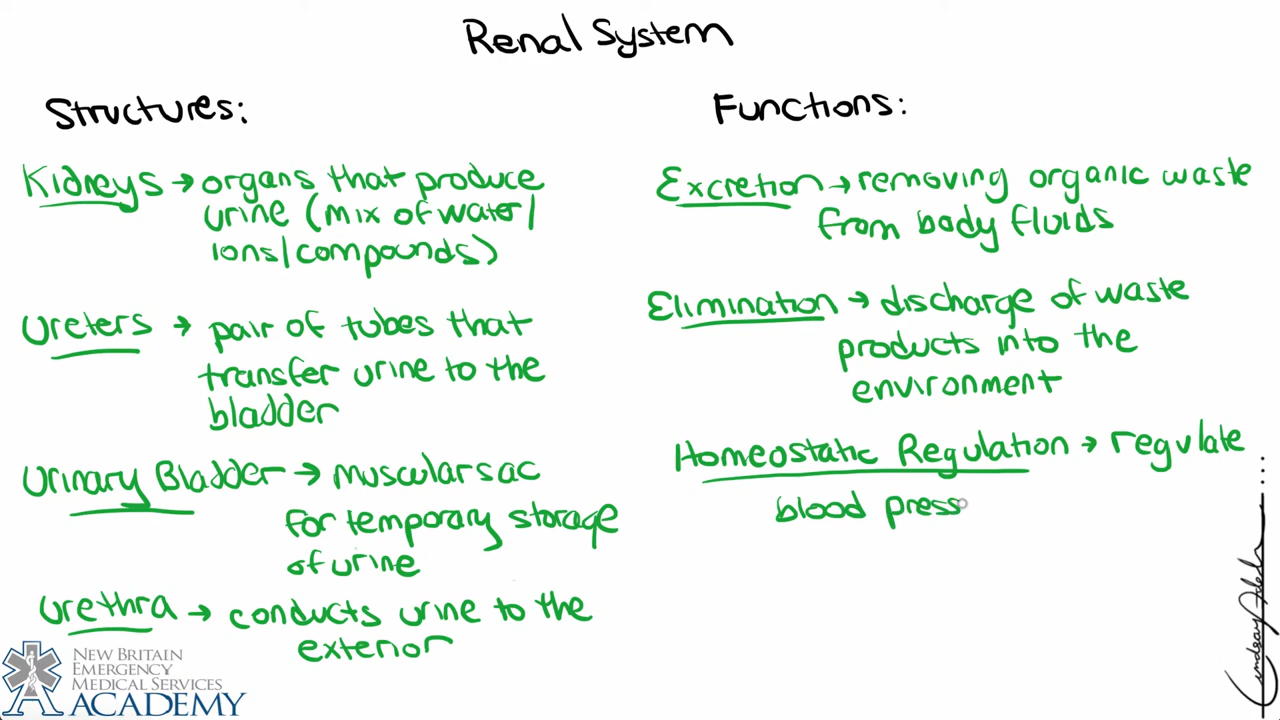 Renal System
Structures:
Kidneys → organs that produce
urine (mix of water/
ions/compounds)
Ureters → pair of tubes that
transfer urine to the
bladder
Urinary Bladder → muscular sac
for temporary storage
of urine
Urethra → conducts urine to the
exterior
Functions:
Excretion → removing organic waste
from body fluids
Elimination → discharge of waste
products into the
environment
Homeostatic Regulation → regulate
blood press
NEW BRITAIN
EMERGENCY
MEDICAL SERVICES
ACADEMY